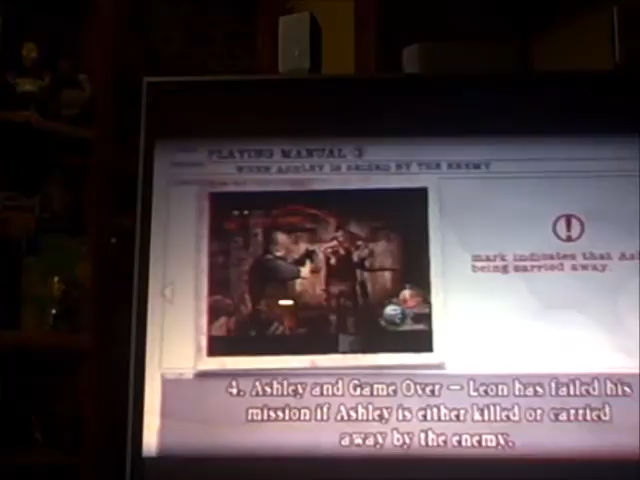 PLAYING MANUAL 3
WHEN ASHLEY IS SEIZED BY THE ENEMY
mark indicates that
being carried away.
4. Ashley and Game Over — Leon has failed his
mission if Ashley is either killed or carried
away by the enemy.